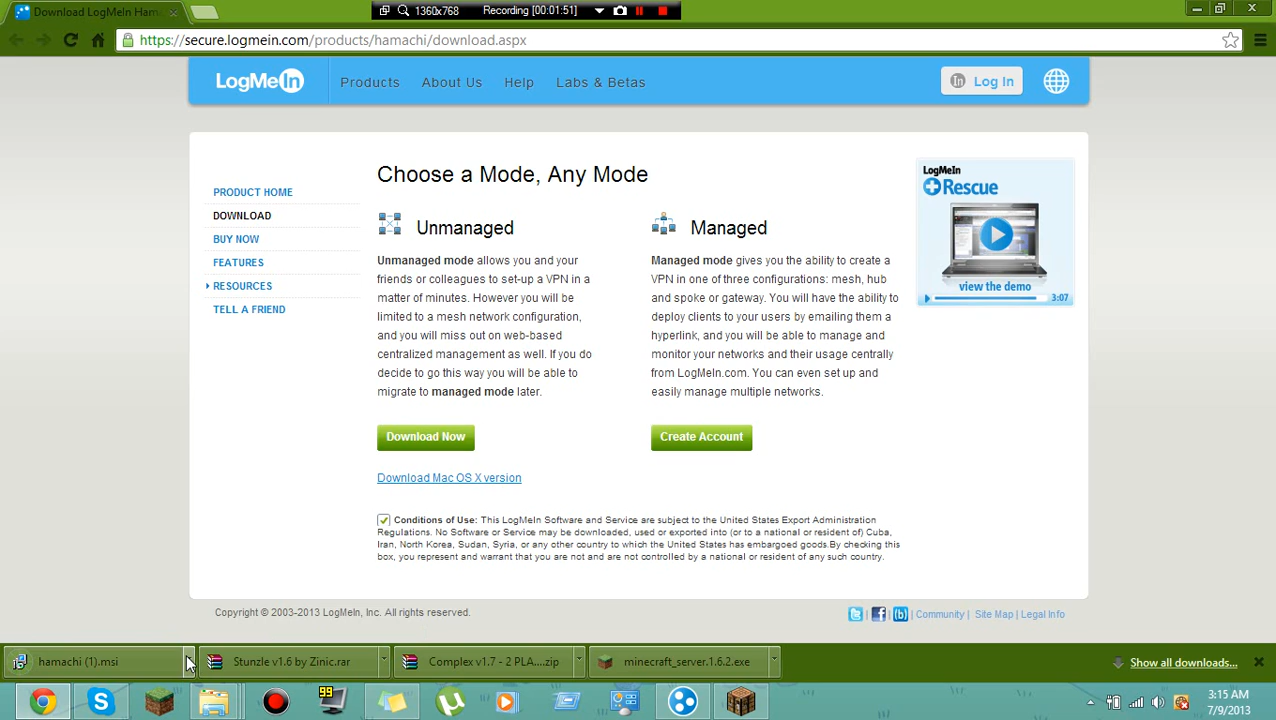 Download LogMeIn Ham
1360x768
Recording [00:01:51]
https://secure.logmein.com/products/hamachi/download.aspx
LogMeIn
Products
About Us
Help
Labs & Betas
in Log In
PRODUCT HOME
DOWNLOAD
BUY NOW
FEATURES
RESOURCES
TELL A FRIEND
Choose a Mode, Any Mode
Unmanaged
Unmanaged mode allows you and your
friends or colleagues to set-up a VPN in a
matter of minutes. However you will be
limited to a mesh network configuration,
and you will miss out on web-based
centralized management as well. If you do
decide to go this way you will be able to
migrate to managed mode later.
Download Now
Download Mac OS X version
Managed
Managed mode gives you the ability to create a
VPN in one of three configurations: mesh, hub
and spoke or gateway. You will have the ability to
deploy clients to your users by emailing them a
hyperlink, and you will be able to manage and
monitor your networks and their usage centrally
from LogMeIn.com. You can even set up and
easily manage multiple networks.
Create Account
LogMeIn
Rescue
view the demo
3:07
Conditions of Use: This LogMeIn Software and Service are subject to the United States Export Administration
Regulations. No Software or Service may be downloaded, used or exported into (or to a national or resident of) Cuba,
Iran, North Korea, Sudan, Syria, or any other country to which the United States has embargoed goods.By checking this
box, you represent and warrant that you are not and are not controlled by a national or resident of any such country.
Copyright © 2003-2013 LogMeIn, Inc. All rights reserved.
| | (b) | Community | Site Map | Legal Info
hamachi (1).msi
Stunzle v1.6 by Zinic.rar
Complex v1.7 - 2 PLA....zip
minecraft_server.1.6.2.exe
Show all downloads...
99
3:15 AM
7/9/2013